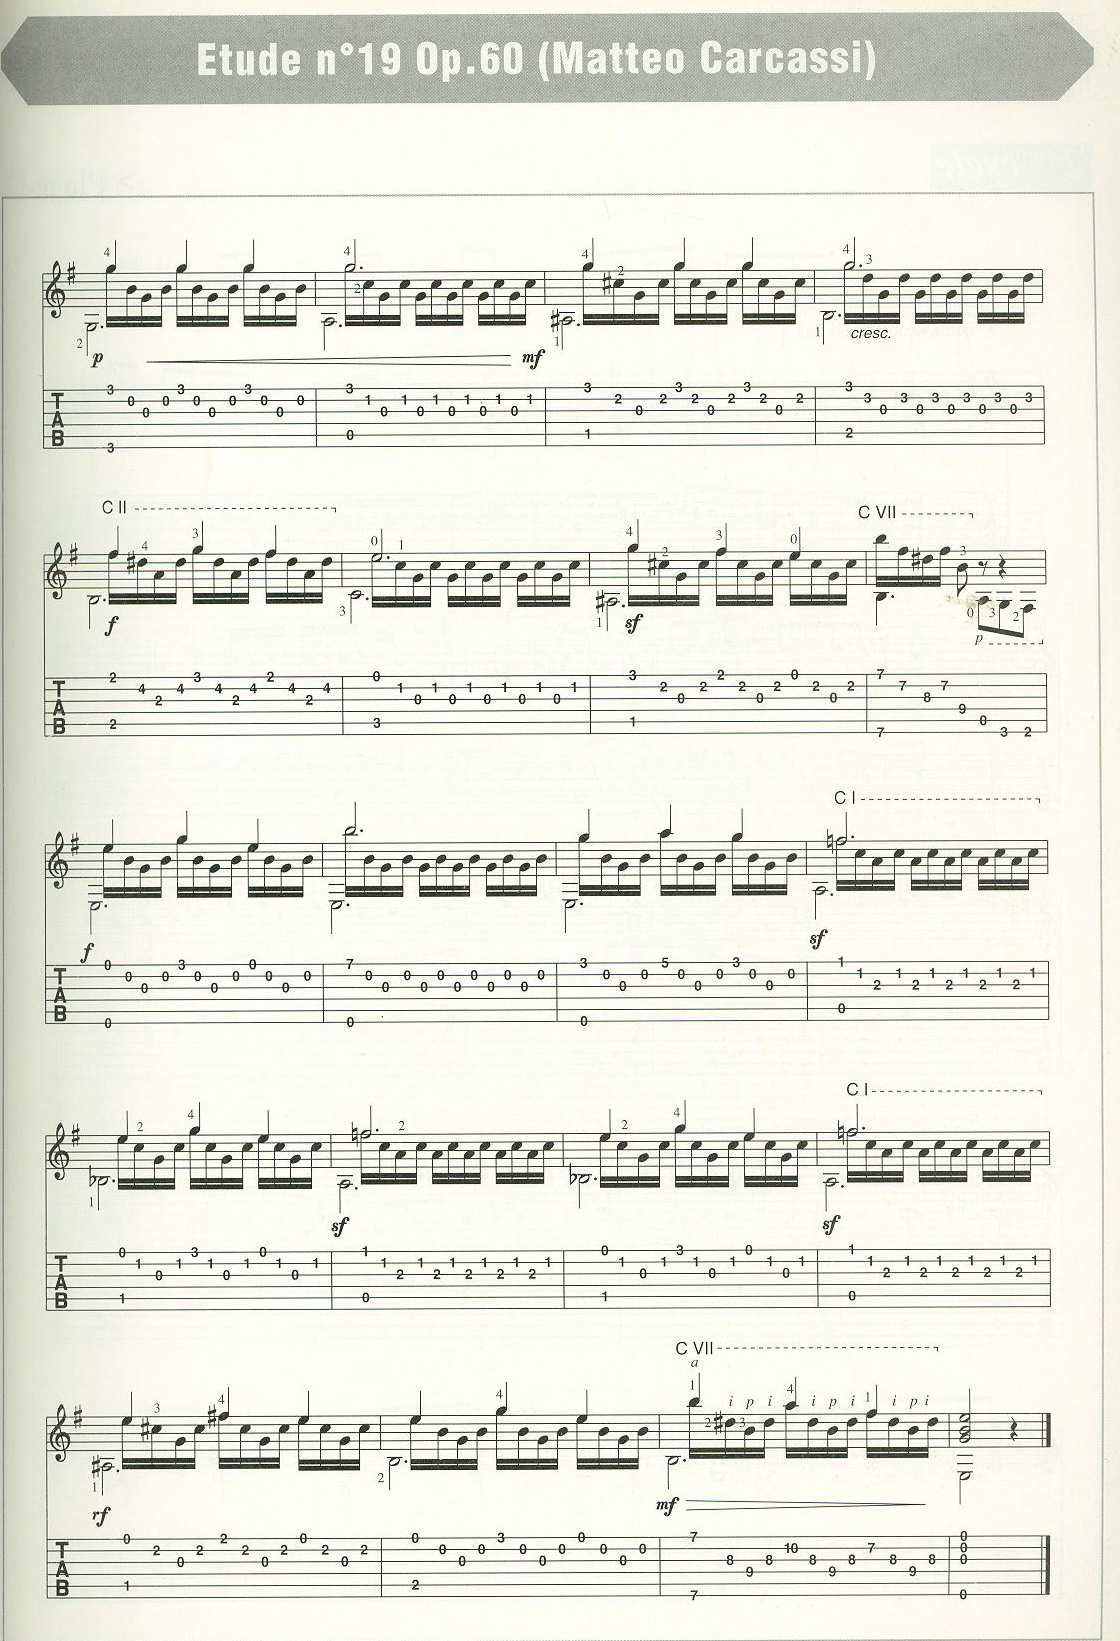 Etude n°19 Op.60 (Matteo Carcassi)
4 4 4 2 4 3
2 2 1 1 cresc.
p mf
3 0 0 0 3 0 0 0 3 0 0 0 3 1 0 1 0 1 0 1 0 1 3 2 0 2 3 2 0 2 3 2 0 2 3 3 0 3 0 3 0 3 0 3
TAB
3 0 1 2
C II C VII
4 3 0 1 4 2 3 0 3
3 1 0 3 2
f sf p
2 4 2 4 3 4 2 4 2 4 2 4 0 1 0 1 0 1 0 1 0 1 3 2 0 2 2 2 0 2 0 2 0 2 7 7 8 7 9 0 3 2
TAB
2 3 1 7
C I
f sf
0 0 0 0 3 0 0 0 0 0 0 0 7 0 0 0 0 0 0 0 0 0 0 0 3 0 0 0 5 0 0 0 3 0 0 0 1 1 2 1 2 1 2 1 2 1 2 1
TAB
0 0 0 0
C I
2 4 2 2 4
1
sf sf
0 1 0 1 3 1 0 1 0 1 0 1 1 1 2 1 2 1 2 1 2 1 0 1 0 1 3 1 0 1 0 1 0 1 1 1 2 1 2 1 2 1 2 1 2 1
TAB
1 0 1 0
C VII
a
3 4 4 1 i p i 4 i p i 1 i p i
2 3
1 2
rf mf
0 2 0 2 2 2 0 2 0 2 0 2 0 0 0 0 3 0 0 0 0 0 0 0 7 8 9 8 10 8 9 8 7 8 9 8 0 0 0
TAB
1 2 7 0